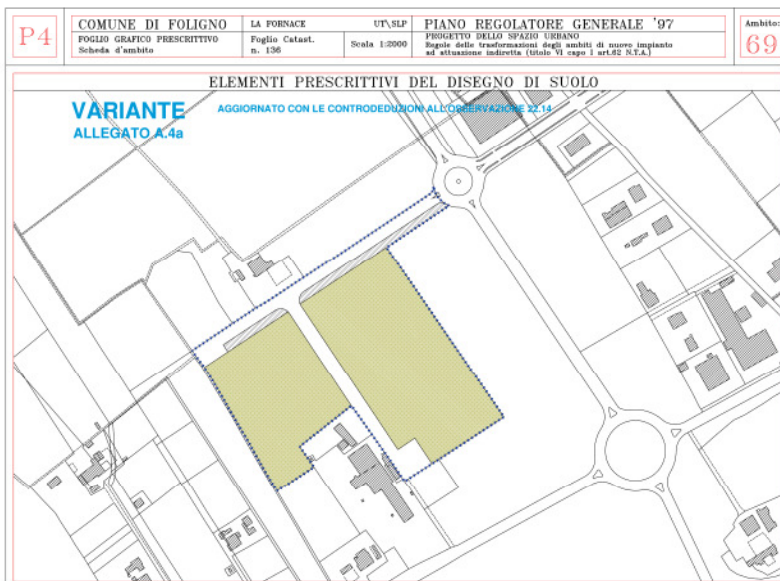 P4
COMUNE DI FOLIGNO
FOGLIO GRAFICO PRESCRITTIVO
Scheda d'ambito
LA FORNACE
Foglio Catast.
n. 136
UT\SLP
Scala 1:2000
PIANO REGOLATORE GENERALE '97
PROGETTO DELLO SPAZIO URBANO
Regole delle trasformazioni degli ambiti di nuovo impianto
ad attuazione indiretta (titolo VI capo I art.62 N.T.A.)
Ambito:
69
ELEMENTI PRESCRITTIVI DEL DISEGNO DI SUOLO
VARIANTE
ALLEGATO A.4a
AGGIORNATO CON LE CONTRODEDUZIONI ALL'OSSERVAZIONE 22.14